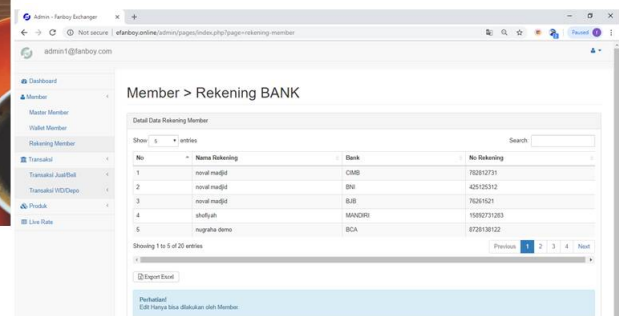 Admin - Fanboy Exchanger
Not secure | efanboy.online/admin/pages/index.php?page=rekening-member
Paused
admin1@fanboy.com
Dashboard
Member
Master Member
Wallet Member
Rekening Member
Transaksi
Transaksi Jual/Beli
Transaksi WD/Depo
Produk
Live Rate
Member > Rekening BANK
Detail Data Rekening Member
Show 5 entries Search:
No Nama Rekening Bank No Rekening
1 noval madjid CIMB 782812731
2 noval madjid BNI 425125312
3 noval madjid BJB 76261521
4 shofiyah MANDIRI 15892731283
5 nugraha demo BCA 8728138122
Showing 1 to 5 of 20 entries Previous 1 2 3 4 Next
Export Excel
Perhatian!
Edit Hanya bisa dilakukan oleh Member.